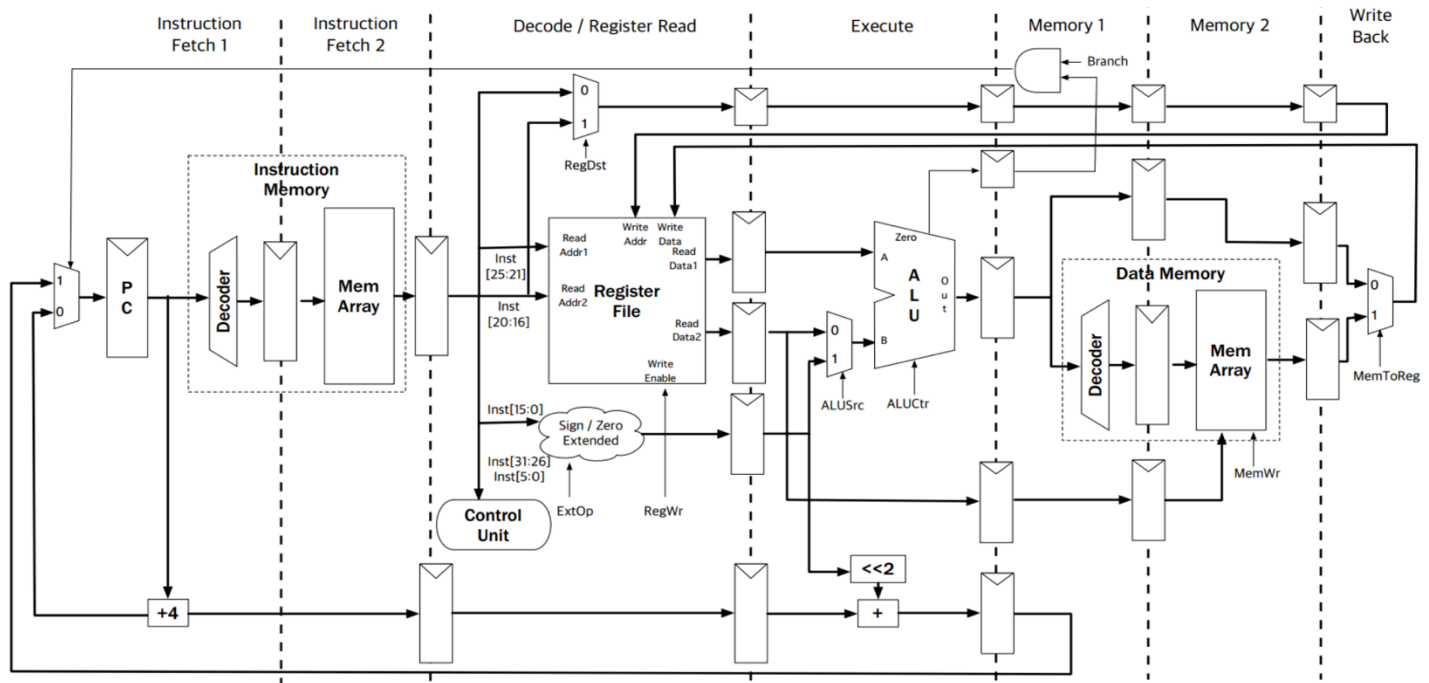 Instruction
Fetch 1
Instruction
Fetch 2
Decode / Register Read
Execute
Memory 1
Memory 2
Write
Back
Branch
0
1
RegDst
Instruction
Memory
Decoder
Mem
Array
1
0
P
C
Inst
[25:21]
Inst
[20:16]
Read
Addr1
Read
Addr2
Write
Addr
Write
Data
Read
Data1
Register
File
Read
Data2
Write
Enable
Zero
A
B
A
L
U
O
u
t
0
1
ALUSrc
ALUCtr
Data Memory
Decoder
Mem
Array
0
1
MemToReg
MemWr
Inst[15:0]
Sign / Zero
Extended
Inst[31:26]
Inst[5:0]
Control
Unit
ExtOp
RegWr
<<2
+4
+